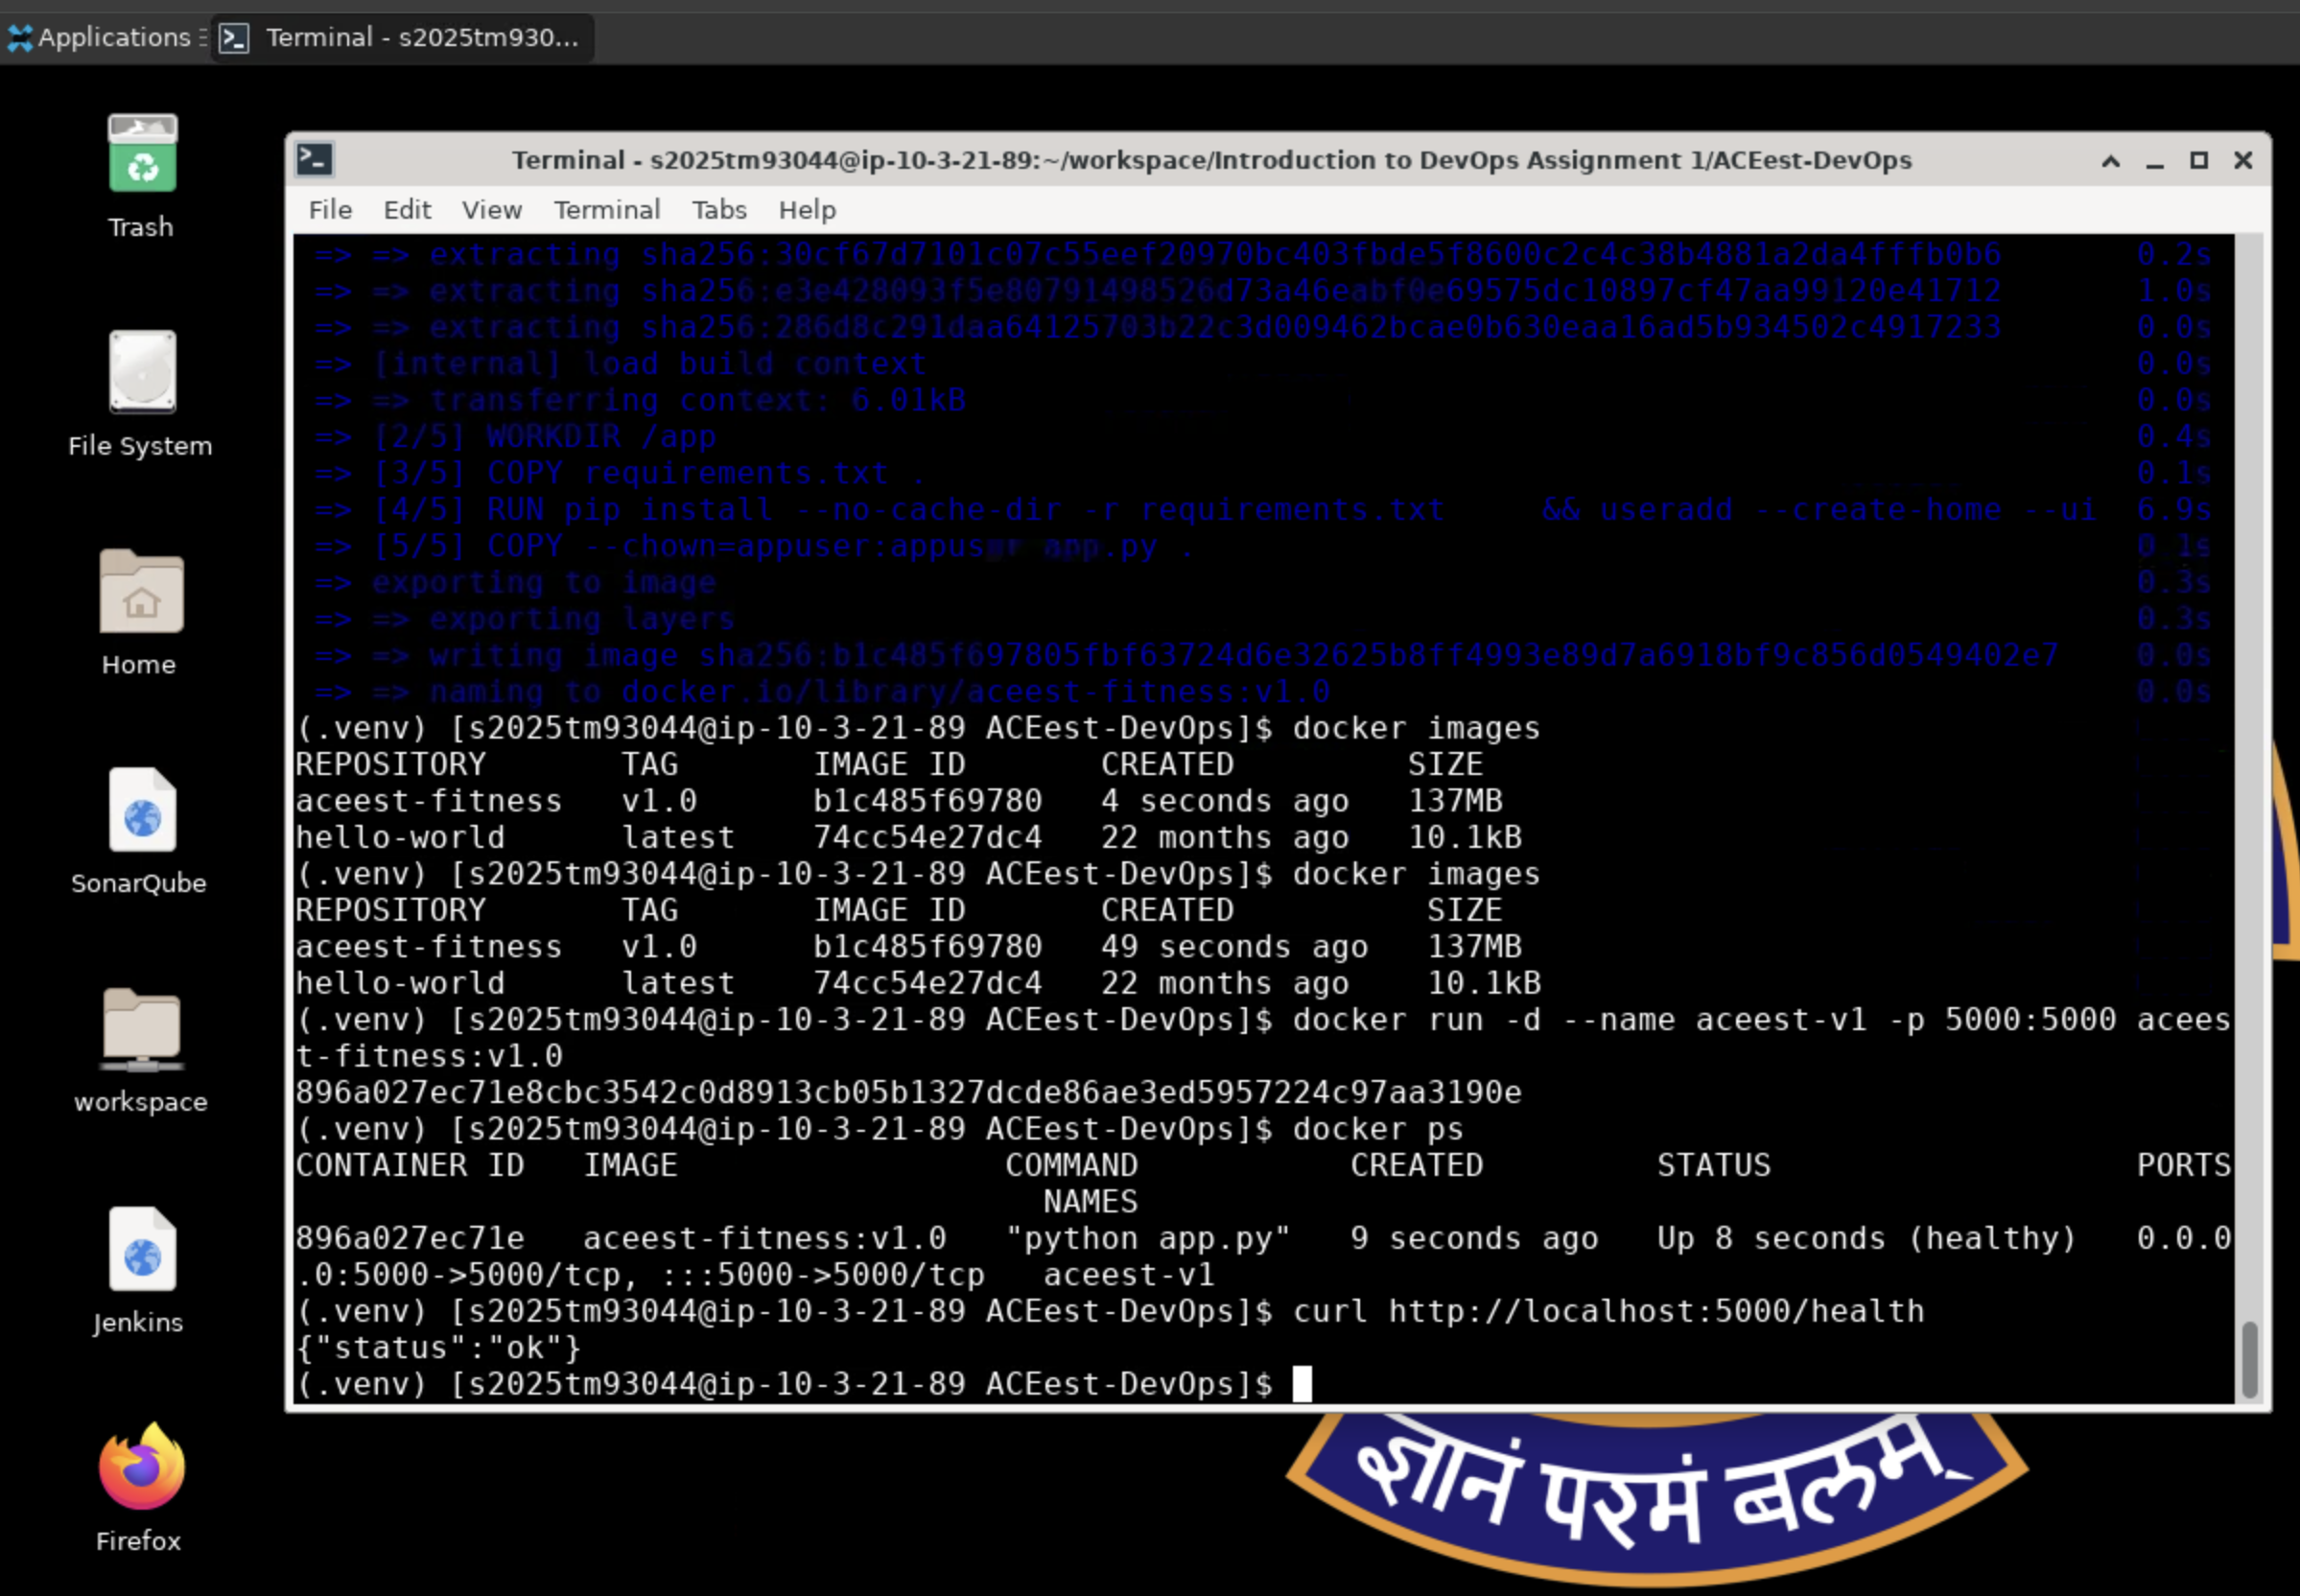 Applications
Terminal - s2025tm930...
Trash
File System
Home
SonarQube
workspace
Jenkins
Firefox
Terminal - s2025tm93044@ip-10-3-21-89:~/workspace/Introduction to DevOps Assignment 1/ACEest-DevOps
File Edit View Terminal Tabs Help
=> => extracting sha256:30cf67d7101c07c55eef20970bc403fbde5f8600c2c4c38b4881a2da4fffb0b6 0.2s
=> => extracting sha256:e3e428093f5e80791498526d73a46eabf0e69575dc10897cf47aa99120e41712 1.0s
=> => extracting sha256:286d8c291daa64125703b22c3d009462bcae0b630eaa16ad5b934502c4917233 0.0s
=> [internal] load build context 0.0s
=> => transferring context: 6.01kB 0.0s
=> [2/5] WORKDIR /app 0.4s
=> [3/5] COPY requirements.txt . 0.1s
=> [4/5] RUN pip install --no-cache-dir -r requirements.txt && useradd --create-home --ui 6.9s
=> [5/5] COPY --chown=appuser:appuser app.py . 0.1s
=> exporting to image 0.3s
=> => exporting layers 0.3s
=> => writing image sha256:b1c485f697805fbf63724d6e32625b8ff4993e89d7a6918bf9c856d0549402e7 0.0s
=> => naming to docker.io/library/aceest-fitness:v1.0 0.0s
(.venv) [s2025tm93044@ip-10-3-21-89 ACEest-DevOps]$ docker images
REPOSITORY TAG IMAGE ID CREATED SIZE
aceest-fitness v1.0 b1c485f69780 4 seconds ago 137MB
hello-world latest 74cc54e27dc4 22 months ago 10.1kB
(.venv) [s2025tm93044@ip-10-3-21-89 ACEest-DevOps]$ docker images
REPOSITORY TAG IMAGE ID CREATED SIZE
aceest-fitness v1.0 b1c485f69780 49 seconds ago 137MB
hello-world latest 74cc54e27dc4 22 months ago 10.1kB
(.venv) [s2025tm93044@ip-10-3-21-89 ACEest-DevOps]$ docker run -d --name aceest-v1 -p 5000:5000 acees
t-fitness:v1.0
896a027ec71e8cbc3542c0d8913cb05b1327dcde86ae3ed5957224c97aa3190e
(.venv) [s2025tm93044@ip-10-3-21-89 ACEest-DevOps]$ docker ps
CONTAINER ID IMAGE COMMAND CREATED STATUS PORTS
NAMES
896a027ec71e aceest-fitness:v1.0 "python app.py" 9 seconds ago Up 8 seconds (healthy) 0.0.0
.0:5000->5000/tcp, :::5000->5000/tcp aceest-v1
(.venv) [s2025tm93044@ip-10-3-21-89 ACEest-DevOps]$ curl http://localhost:5000/health
{"status":"ok"}
(.venv) [s2025tm93044@ip-10-3-21-89 ACEest-DevOps]$
ज्ञानं परमं बलम्